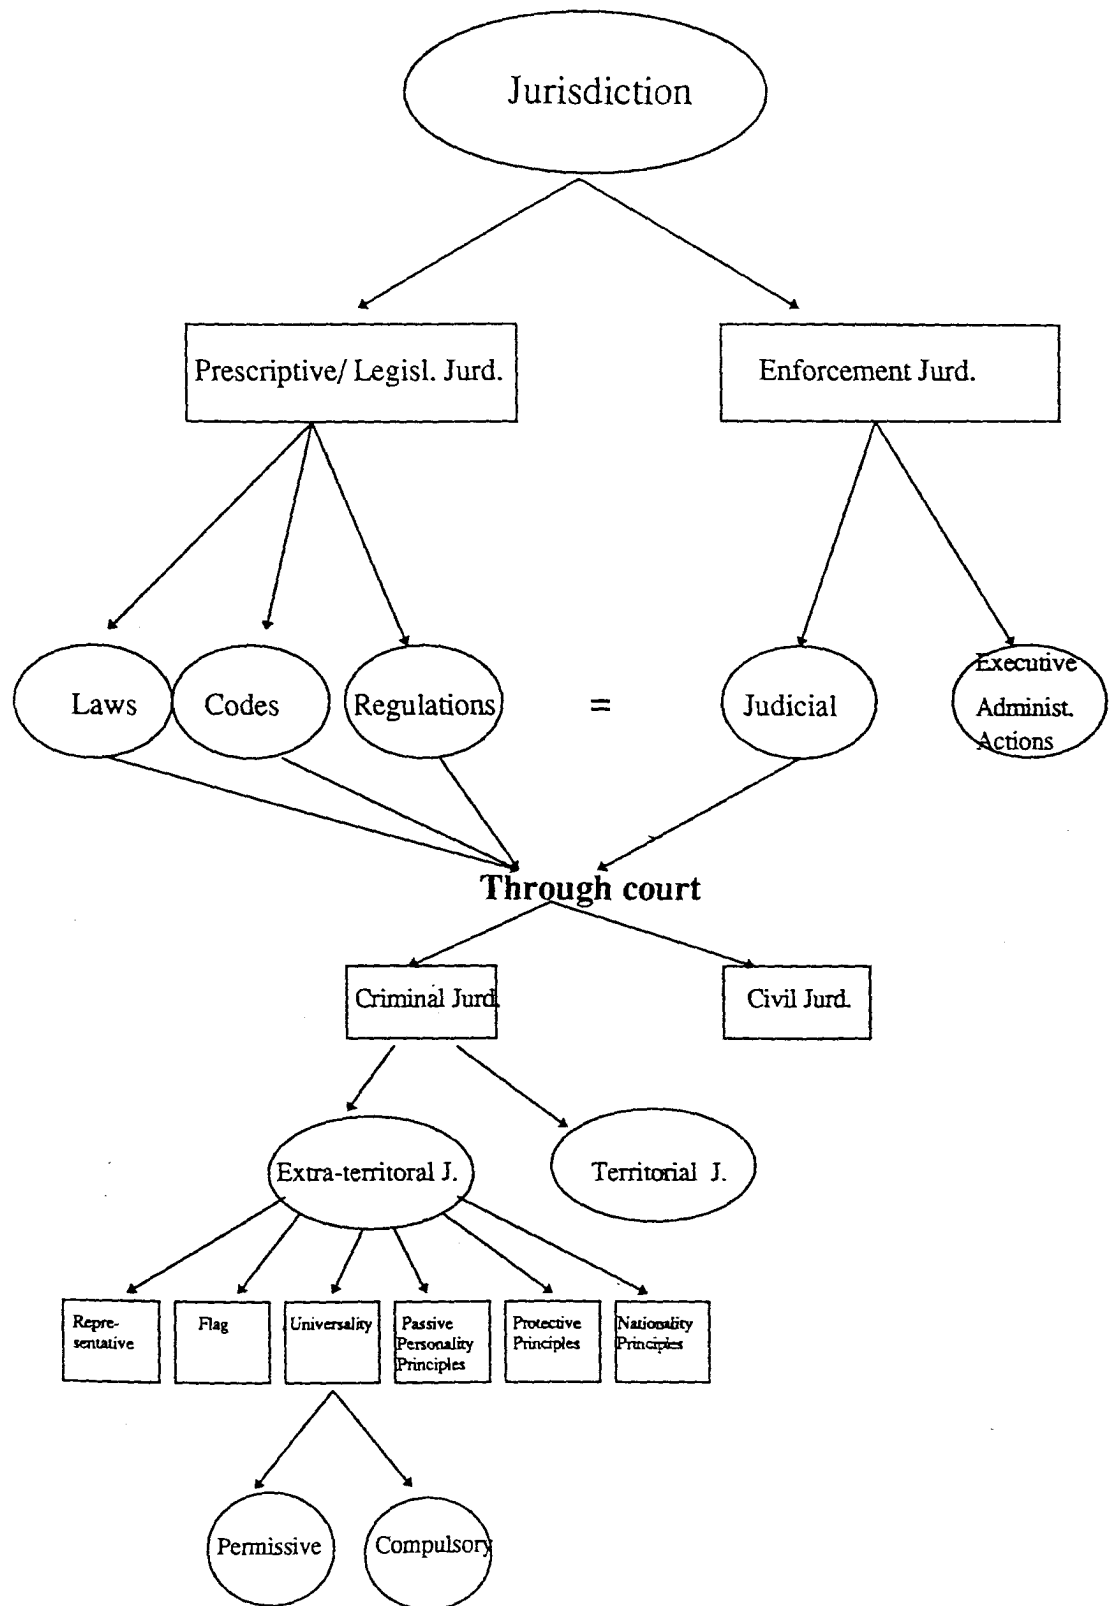 Jurisdiction
Prescriptive/ Legisl. Jurd.
Enforcement Jurd.
Laws
Codes
Regulations
=
Judicial
Executive
Administ.
Actions
Through court
Criminal Jurd.
Civil Jurd.
Extra-territoral J.
Territorial J.
Repre-
sentative
Flag
Universality
Passive
Personality
Principles
Protective
Principles
Nationality
Principles
Permissive
Compulsory